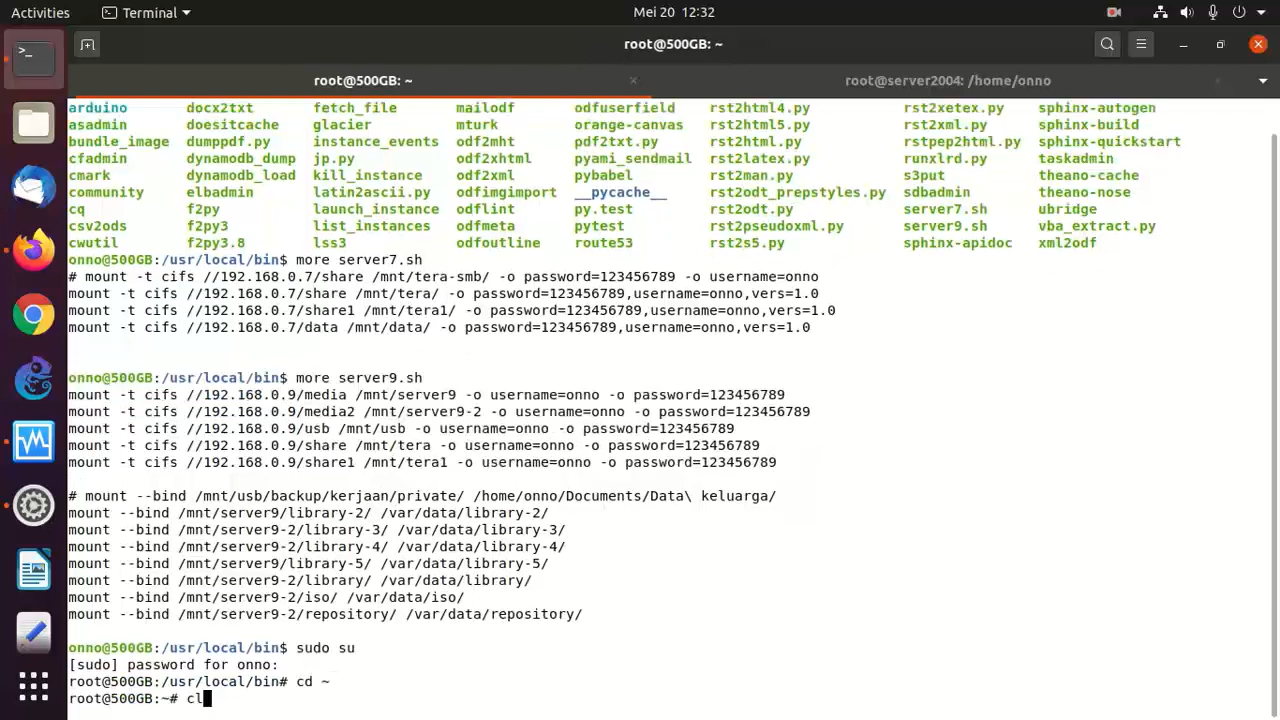 Activities Terminal Mei 20 12:32
root@500GB: ~
root@500GB: ~ × root@server2004: /home/onno
arduino docx2txt fetch_file mailodf odfuserfield rst2html4.py rst2xetex.py sphinx-autogen
asadmin doesitcache glacier mturk orange-canvas rst2html5.py rst2xml.py sphinx-build
bundle_image dumppdf.py instance_events odf2mht pdf2txt.py rst2html.py rstpep2html.py sphinx-quickstart
cfadmin dynamodb_dump jp.py odf2xhtml pyami_sendmail rst2latex.py runxlrd.py taskadmin
cmark dynamodb_load kill_instance odf2xml pybabel rst2man.py s3put theano-cache
community elbadmin latin2ascii.py odfimgimport __pycache__ rst2odt_prepstyles.py sdbadmin theano-nose
cq f2py launch_instance odflint py.test rst2odt.py server7.sh ubridge
csv2ods f2py3 list_instances odfmeta pytest rst2pseudoxml.py server9.sh vba_extract.py
cwutil f2py3.8 lss3 odfoutline route53 rst2s5.py sphinx-apidoc xml2odf
onno@500GB:/usr/local/bin$ more server7.sh
# mount -t cifs //192.168.0.7/share /mnt/tera-smb/ -o password=123456789 -o username=onno
mount -t cifs //192.168.0.7/share /mnt/tera/ -o password=123456789,username=onno,vers=1.0
mount -t cifs //192.168.0.7/share1 /mnt/tera1/ -o password=123456789,username=onno,vers=1.0
mount -t cifs //192.168.0.7/data /mnt/data/ -o password=123456789,username=onno,vers=1.0
onno@500GB:/usr/local/bin$ more server9.sh
mount -t cifs //192.168.0.9/media /mnt/server9 -o username=onno -o password=123456789
mount -t cifs //192.168.0.9/media2 /mnt/server9-2 -o username=onno -o password=123456789
mount -t cifs //192.168.0.9/usb /mnt/usb -o username=onno -o password=123456789
mount -t cifs //192.168.0.9/share /mnt/tera -o username=onno -o password=123456789
mount -t cifs //192.168.0.9/share1 /mnt/tera1 -o username=onno -o password=123456789
# mount --bind /mnt/usb/backup/kerjaan/private/ /home/onno/Documents/Data\ keluarga/
mount --bind /mnt/server9/library-2/ /var/data/library-2/
mount --bind /mnt/server9-2/library-3/ /var/data/library-3/
mount --bind /mnt/server9-2/library-4/ /var/data/library-4/
mount --bind /mnt/server9/library-5/ /var/data/library-5/
mount --bind /mnt/server9-2/library/ /var/data/library/
mount --bind /mnt/server9-2/iso/ /var/data/iso/
mount --bind /mnt/server9-2/repository/ /var/data/repository/
onno@500GB:/usr/local/bin$ sudo su
[sudo] password for onno:
root@500GB:/usr/local/bin# cd ~
root@500GB:~# cl